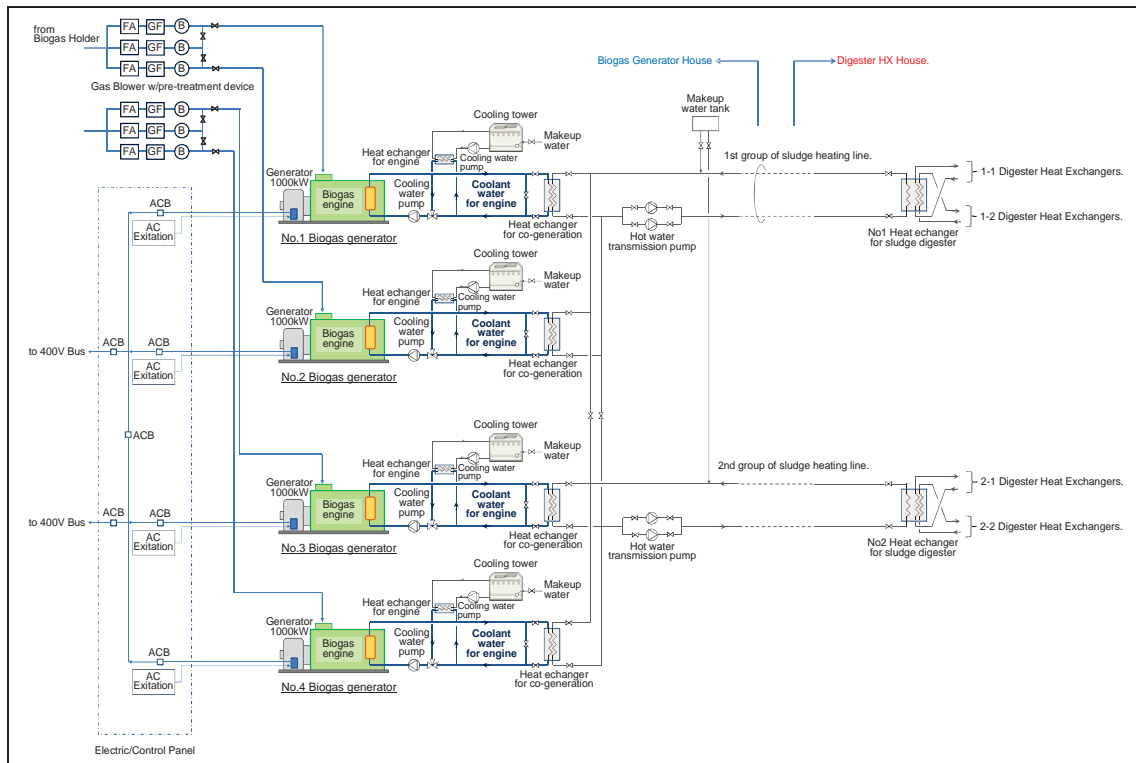 from
Biogas Holder
FA GF B
FA GF B
FA GF B
Gas Blower w/pre-treatment device
FA GF B
FA GF B
FA GF B
Biogas Generator House
Digester HX House.
Makeup
water tank
1st group of sludge heating line.
Cooling tower
Makeup
water
Heat echanger
for engine
Cooling water
pump
Generator
1000kW
Biogas
engine
Cooling
water
pump
Coolant
water
for engine
Heat echanger
for co-generation
No.1 Biogas generator
ACB
AC
Exitation
Hot water
transmission pump
1-1 Digester Heat Exchangers.
1-2 Digester Heat Exchangers.
No1 Heat echanger
for sludge digester
Cooling tower
Makeup
water
Heat echanger
for engine
Cooling water
pump
Generator
1000kW
Biogas
engine
Cooling
water
pump
Coolant
water
for engine
Heat echanger
for co-generation
No.2 Biogas generator
to 400V Bus
ACB
ACB
AC
Exitation
ACB
Cooling tower
Makeup
water
Heat echanger
for engine
Cooling water
pump
Generator
1000kW
Biogas
engine
Cooling
water
pump
Coolant
water
for engine
Heat echanger
for co-generation
No.3 Biogas generator
to 400V Bus
ACB
ACB
AC
Exitation
2nd group of sludge heating line.
Hot water
transmission pump
2-1 Digester Heat Exchangers.
2-2 Digester Heat Exchangers.
No2 Heat echanger
for sludge digester
Cooling tower
Makeup
water
Heat echanger
for engine
Cooling water
pump
Generator
1000kW
Biogas
engine
Cooling
water
pump
Coolant
water
for engine
Heat echanger
for co-generation
No.4 Biogas generator
ACB
AC
Exitation
Electric/Control Panel